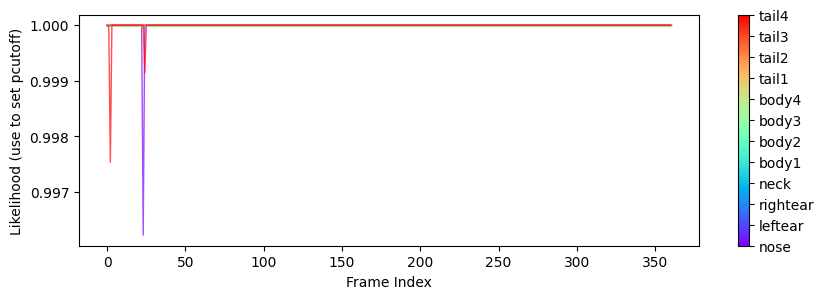 1.000
0.999
0.998
0.997
Likelihood (use to set pcutoff)
0 50 100 150 200 250 300 350
Frame Index
tail4
tail3
tail2
tail1
body4
body3
body2
body1
neck
rightear
leftear
nose